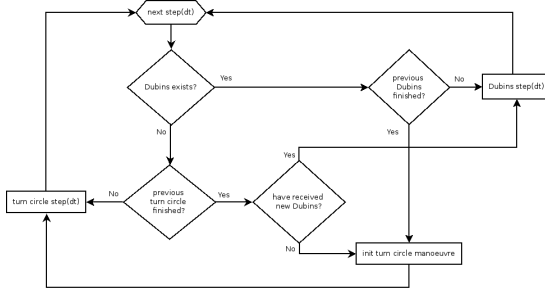 next step(dt)
Dubins exists?
Yes
previous
Dubins
finished?
No
Dubins step(dt)
No
Yes
Yes
turn circle step(dt)
No
previous
turn circle
finished?
Yes
have received
new Dubins?
No
init turn circle manoeuvre